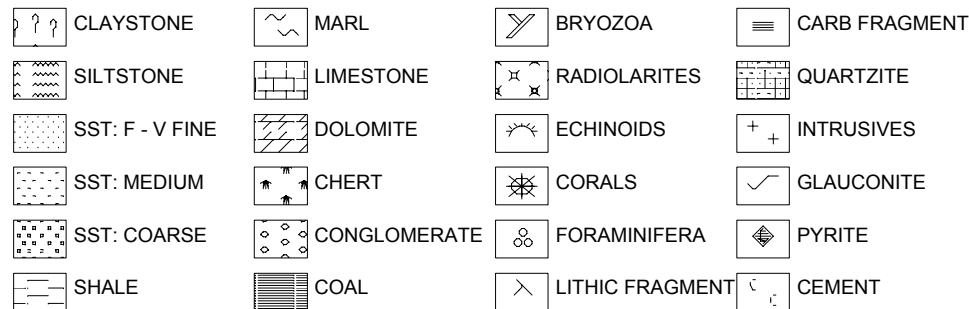 CLAYSTONE MARL BRYOZOA CARB FRAGMENT
SILTSTONE LIMESTONE RADIOLARITES QUARTZITE
SST: F - V FINE DOLOMITE ECHINOIDS INTRUSIVES
SST: MEDIUM CHERT CORALS GLAUCONITE
SST: COARSE CONGLOMERATE FORAMINIFERA PYRITE
SHALE COAL LITHIC FRAGMENT CEMENT